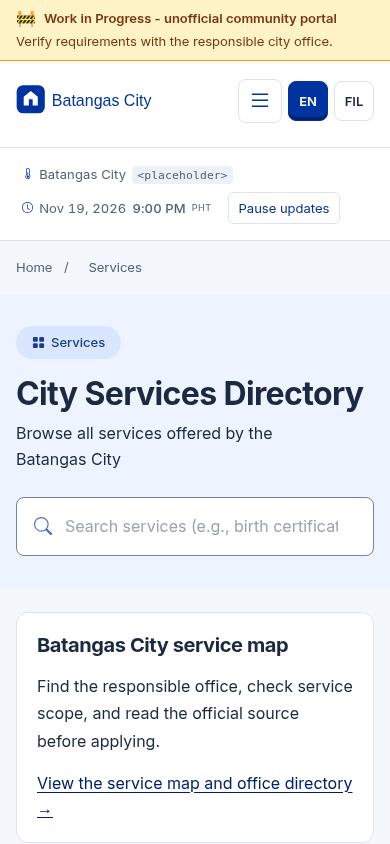 🚧 Work in Progress - unofficial community portal
Verify requirements with the responsible city office.
Batangas City
EN
FIL
Batangas City <placeholder>
Nov 19, 2026 9:00 PM PHT
Pause updates
Home / Services
Services
City Services Directory
Browse all services offered by the
Batangas City
Search services (e.g., birth certificat
Batangas City service map
Find the responsible office, check service
scope, and read the official source
before applying.
View the service map and office directory
→